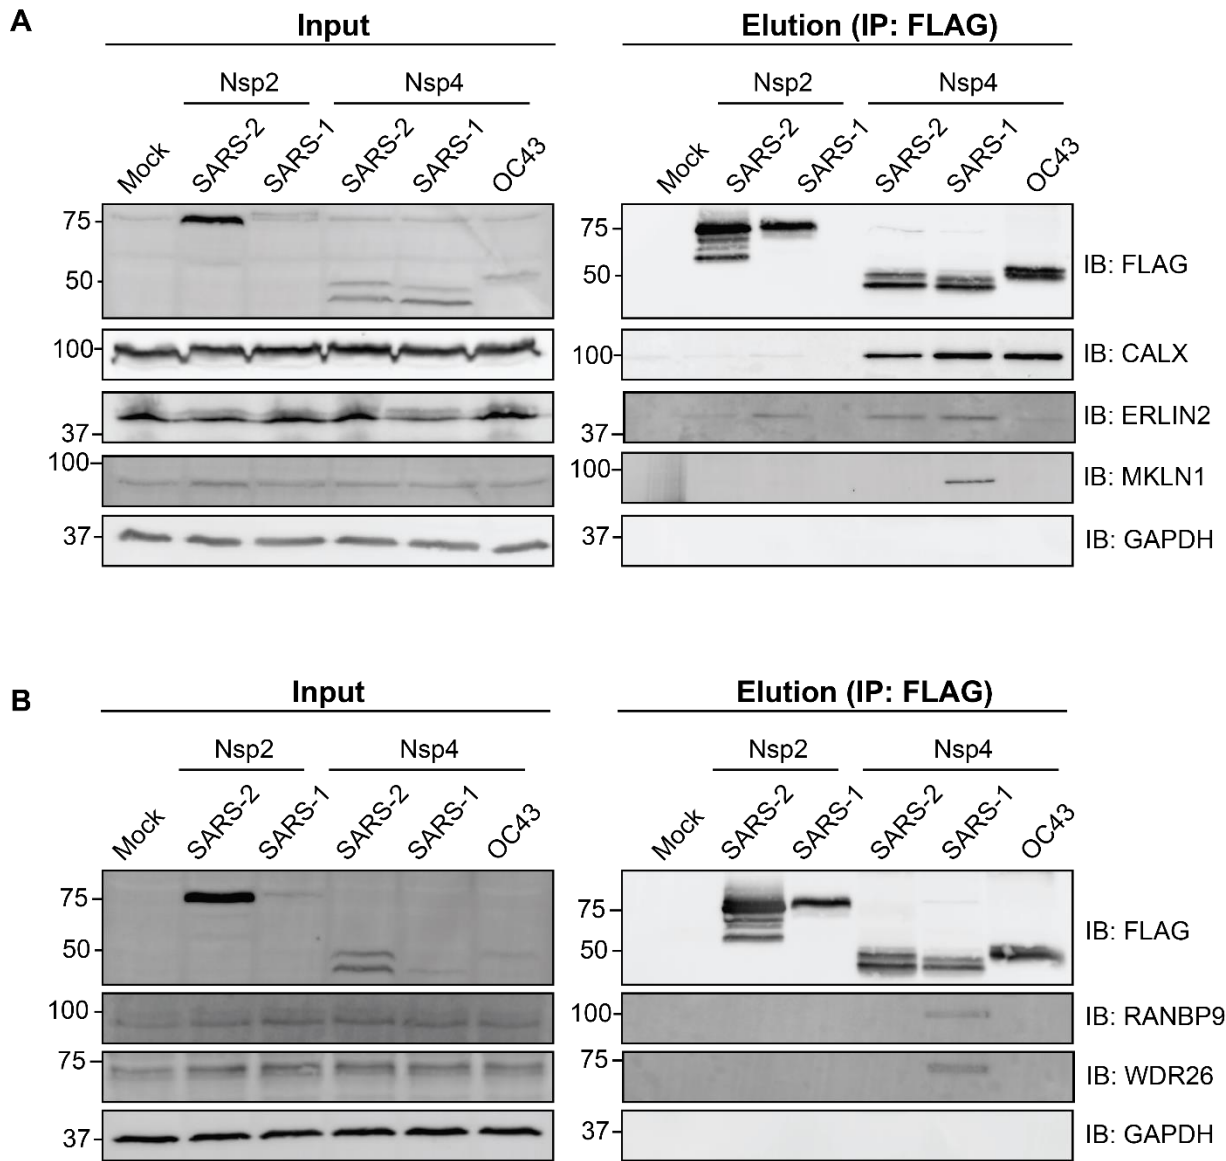 A
Input
Elution (IP: FLAG)
Nsp2
Nsp4
Nsp2
Nsp4
Mock
SARS-2
SARS-1
SARS-2
SARS-1
OC43
Mock
SARS-2
SARS-1
SARS-2
SARS-1
OC43
75
50
75
50
IB: FLAG
100
100
IB: CALX
37
37
IB: ERLIN2
100
100
IB: MKLN1
37
37
IB: GAPDH
B
Input
Elution (IP: FLAG)
Nsp2
Nsp4
Nsp2
Nsp4
Mock
SARS-2
SARS-1
SARS-2
SARS-1
OC43
Mock
SARS-2
SARS-1
SARS-2
SARS-1
OC43
75
50
75
50
IB: FLAG
100
100
IB: RANBP9
75
75
IB: WDR26
37
37
IB: GAPDH